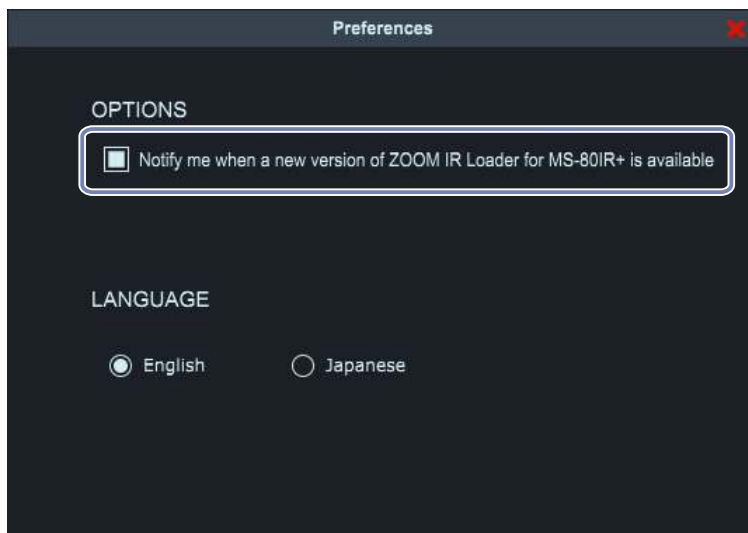 Preferences
OPTIONS
Notify me when a new version of ZOOM IR Loader for MS-80IR+ is available
LANGUAGE
English Japanese